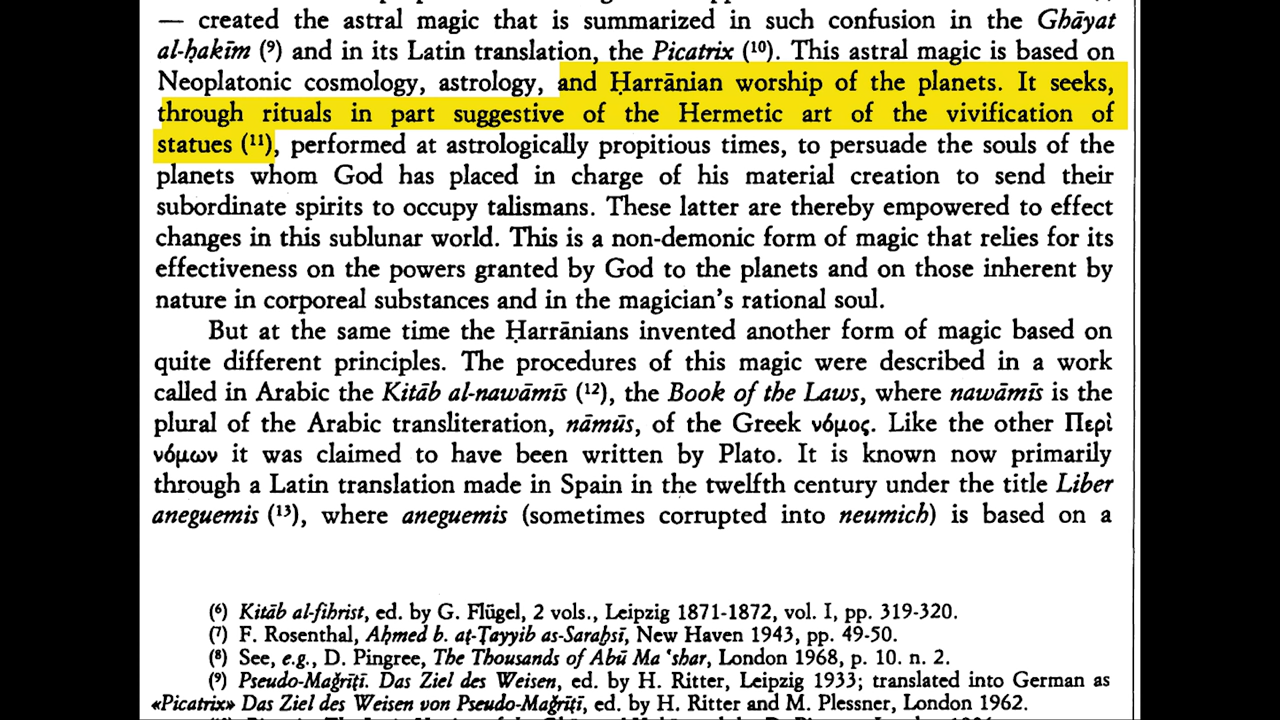 — created the astral magic that is summarized in such confusion in the Ghāyat
al-ḥakīm (⁹) and in its Latin translation, the Picatrix (¹⁰). This astral magic is based on
Neoplatonic cosmology, astrology, and Ḥarrānian worship of the planets. It seeks,
through rituals in part suggestive of the Hermetic art of the vivification of
statues (¹¹), performed at astrologically propitious times, to persuade the souls of the
planets whom God has placed in charge of his material creation to send their
subordinate spirits to occupy talismans. These latter are thereby empowered to effect
changes in this sublunar world. This is a non-demonic form of magic that relies for its
effectiveness on the powers granted by God to the planets and on those inherent by
nature in corporeal substances and in the magician's rational soul.
But at the same time the Ḥarrānians invented another form of magic based on
quite different principles. The procedures of this magic were described in a work
called in Arabic the Kitāb al-nawāmīs (¹²), the Book of the Laws, where nawāmīs is the
plural of the Arabic transliteration, nāmūs, of the Greek νόμος. Like the other Περὶ
νόμων it was claimed to have been written by Plato. It is known now primarily
through a Latin translation made in Spain in the twelfth century under the title Liber
aneguemis (¹³), where aneguemis (sometimes corrupted into neumich) is based on a
(⁶) Kitāb al-fihrist, ed. by G. Flügel, 2 vols., Leipzig 1871-1872, vol. I, pp. 319-320.
(⁷) F. Rosenthal, Aḥmed b. aṭ-Ṭayyib as-Saraḫsī, New Haven 1943, pp. 49-50.
(⁸) See, e.g., D. Pingree, The Thousands of Abū Ma 'shar, London 1968, p. 10. n. 2.
(⁹) Pseudo-Maǧrīṭī. Das Ziel des Weisen, ed. by H. Ritter, Leipzig 1933; translated into German as
«Picatrix» Das Ziel des Weisen von Pseudo-Maǧrīṭī, ed. by H. Ritter and M. Plessner, London 1962.